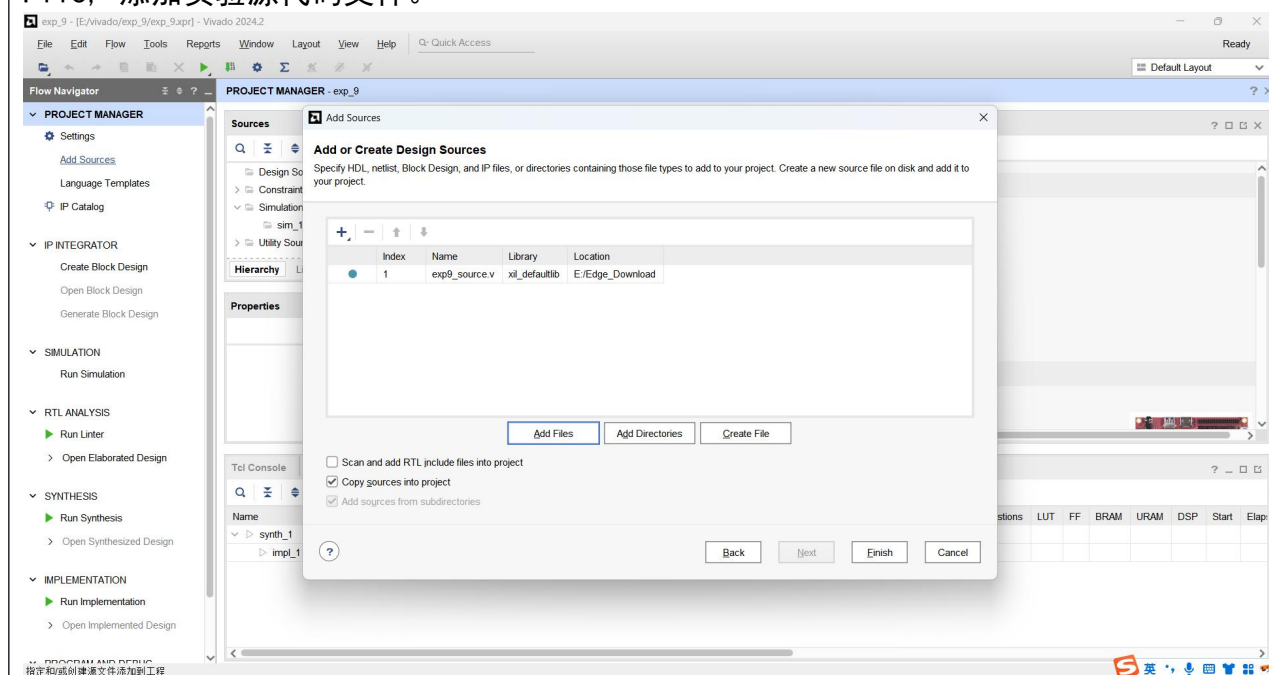 添加实验源代码文件。
exp_9 - [E:/vivado/exp_9/exp_9.xpr] - Vivado 2024.2
File Edit Flow Tools Reports Window Layout View Help Quick Access Ready
Default Layout
Flow Navigator
PROJECT MANAGER - exp_9
PROJECT MANAGER
Settings
Add Sources
Language Templates
IP Catalog
IP INTEGRATOR
Create Block Design
Open Block Design
Generate Block Design
SIMULATION
Run Simulation
RTL ANALYSIS
Run Linter
Open Elaborated Design
SYNTHESIS
Run Synthesis
Open Synthesized Design
IMPLEMENTATION
Run Implementation
Open Implemented Design
PROGRAM AND DEBUG
指定和/或创建源文件添加到工程
Sources
Design So
Constraint
Simulation
sim_1
Utility Sour
Hierarchy Li
Properties
Tcl Console
Name
synth_1
impl_1
Add Sources
Add or Create Design Sources
Specify HDL, netlist, Block Design, and IP files, or directories containing those file types to add to your project. Create a new source file on disk and add it to
your project.
Index Name Library Location
1 exp9_source.v xil_defaultlib E:/Edge_Download
Add Files Add Directories Create File
Scan and add RTL include files into project
Copy sources into project
Add sources from subdirectories
? Back Next Finish Cancel
stions LUT FF BRAM URAM DSP Start Elap
英